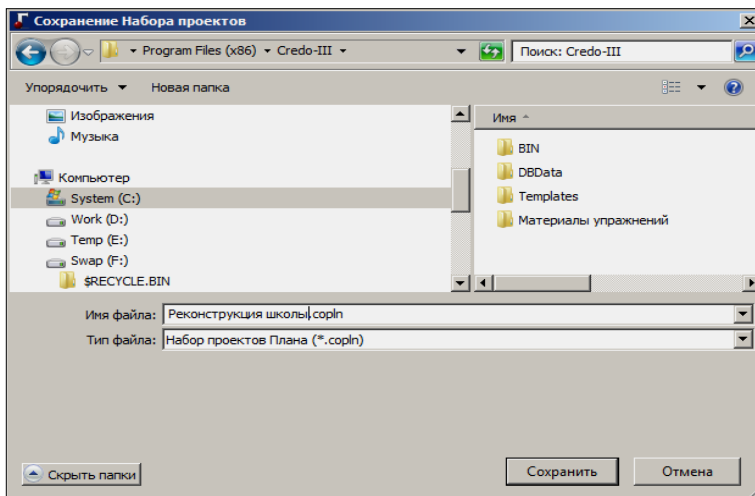 Сохранение Набора проектов
Program Files (x86) Credo-III
Поиск: Credo-III
Упорядочить Новая папка
Изображения
Музыка
Компьютер
System (C:)
Work (D:)
Temp (E:)
Swap (F:)
$RECYCLE.BIN
Имя
BIN
DBData
Templates
Материалы упражнений
Имя файла: Реконструкция школы.copln
Тип файла: Набор проектов Плана (*.copln)
Скрыть папки Сохранить Отмена